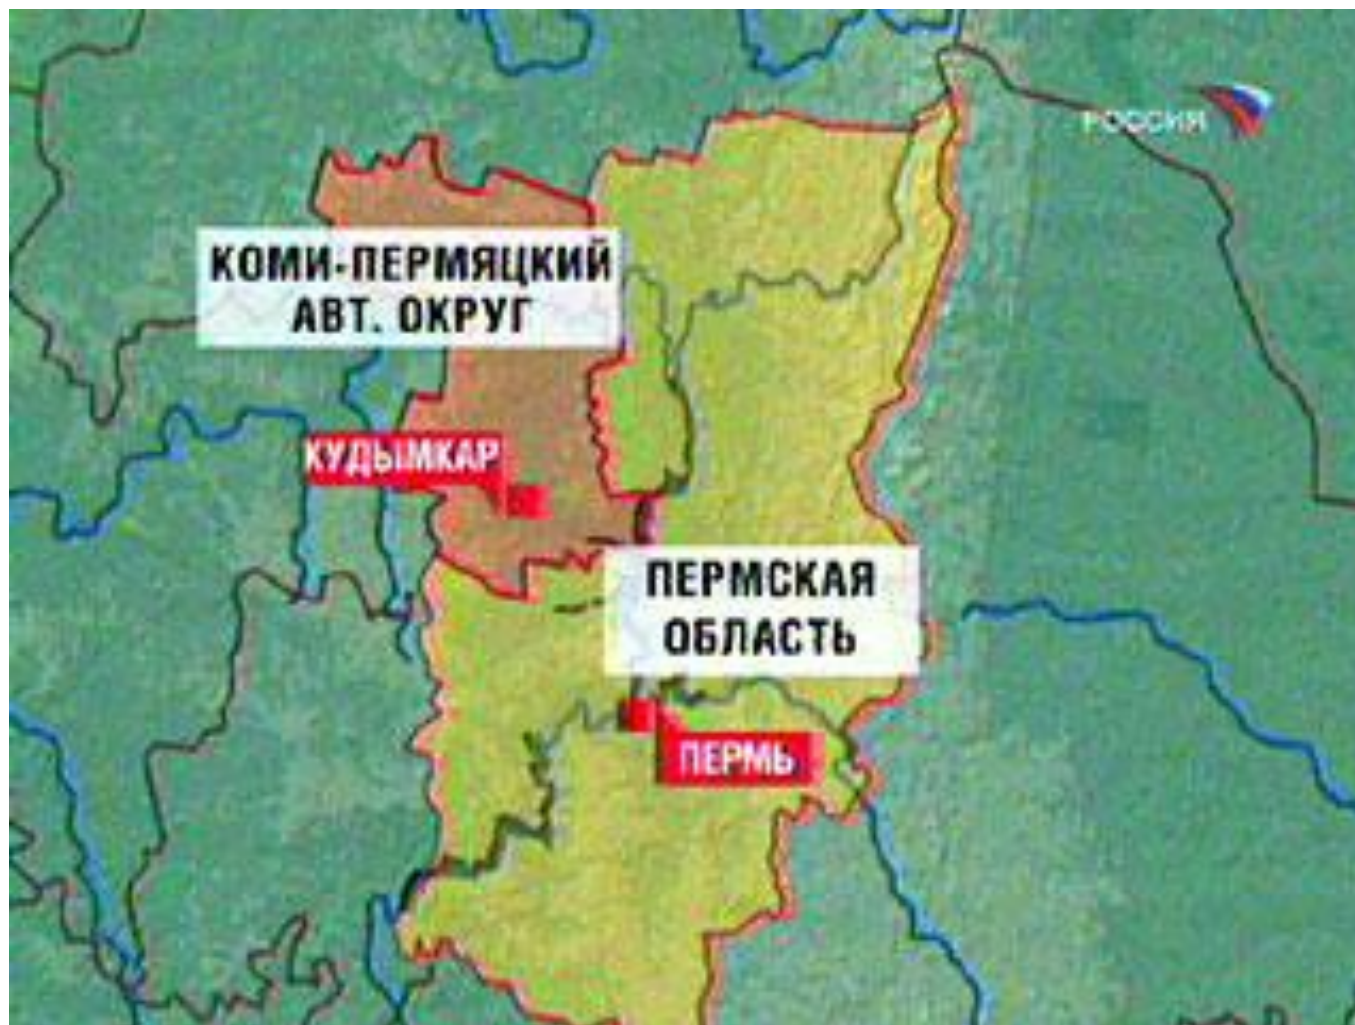 РОССИЯ
КОМИ-ПЕРМЯЦКИЙ
АВТ. ОКРУГ
КУДЫМКАР
ПЕРМСКАЯ
ОБЛАСТЬ
ПЕРМЬ